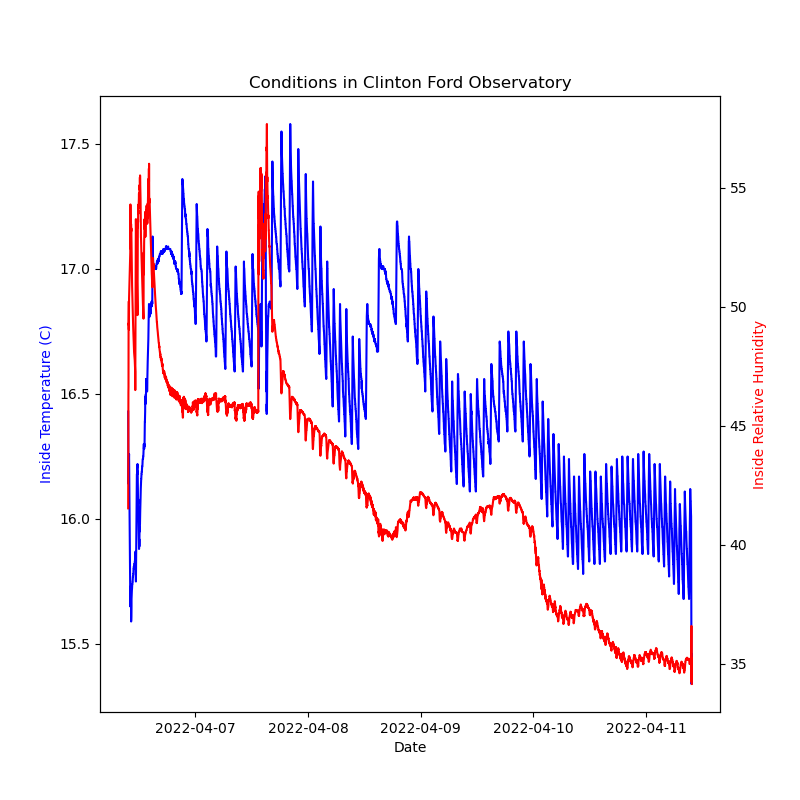 Conditions in Clinton Ford Observatory
17.5
17.0
16.5
16.0
15.5
Inside Temperature (C)
55
50
45
40
35
Inside Relative Humidity
2022-04-07 2022-04-08 2022-04-09 2022-04-10 2022-04-11
Date